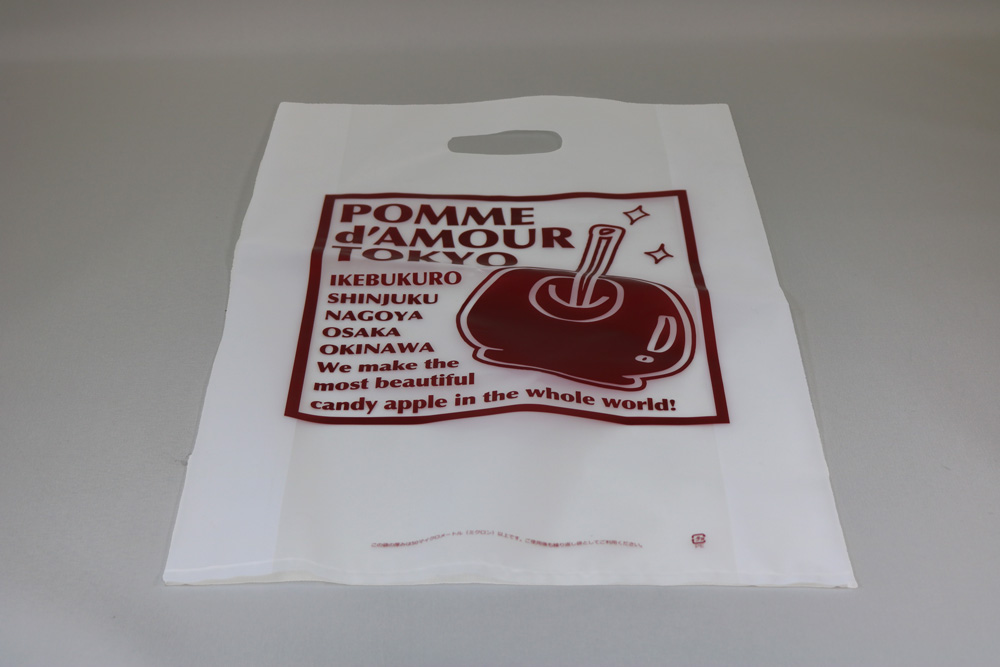 POMME
d'AMOUR
TOKYO
IKEBUKURO
SHINJUKU
NAGOYA
OSAKA
OKINAWA
We make the
most beautiful
candy apple in the whole world!